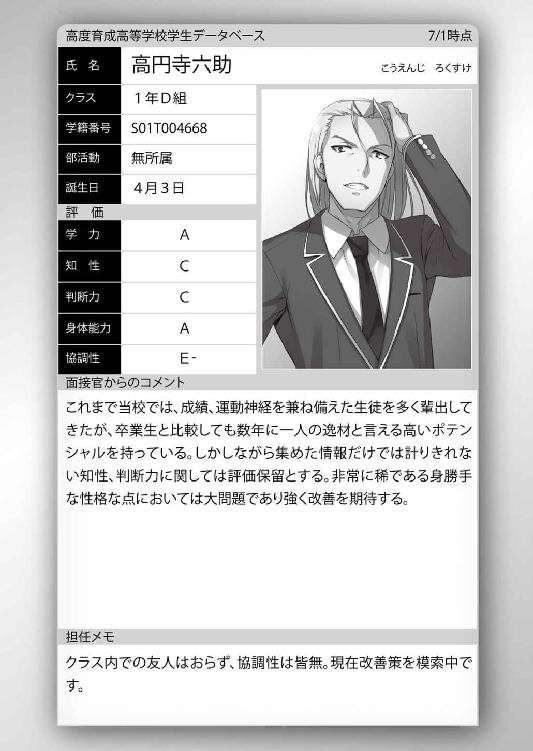 高度育成高等学校学生データベース 7/1時点
氏 名 高円寺六助 こうえんじ ろくすけ
クラス 1年D組
学籍番号 S01T004668
部活動 無所属
誕生日 4月3日
評 価
学 力 A
知 性 C
判断力 C
身体能力 A
協調性 E-
面接官からのコメント
これまで当校では、成績、運動神経を兼ね備えた生徒を多く輩出して
きたが、卒業生と比較しても数年に一人の逸材と言える高いポテン
シャルを持っている。しかしながら集めた情報だけでは計りきれな
い知性、判断力に関しては評価保留とする。非常に稀である身勝手
な性格な点においては大問題であり強く改善を期待する。
担任メモ
クラス内での友人はおらず、協調性は皆無。現在改善策を模索中で
す。